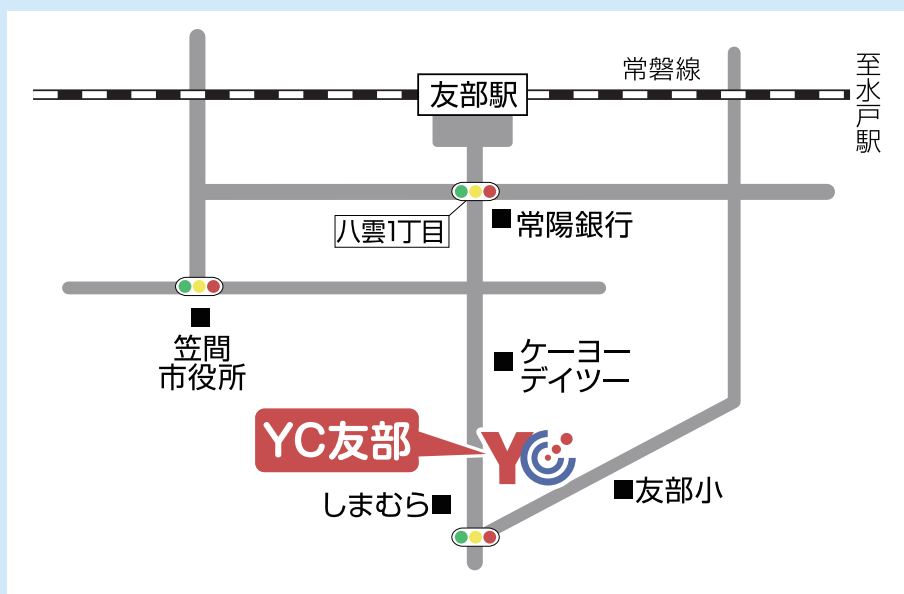 常磐線
友部駅
至水戸駅
八雲1丁目
常陽銀行
笠間
市役所
ケーヨー
デイツー
YC友部
YC
しまむら
友部小